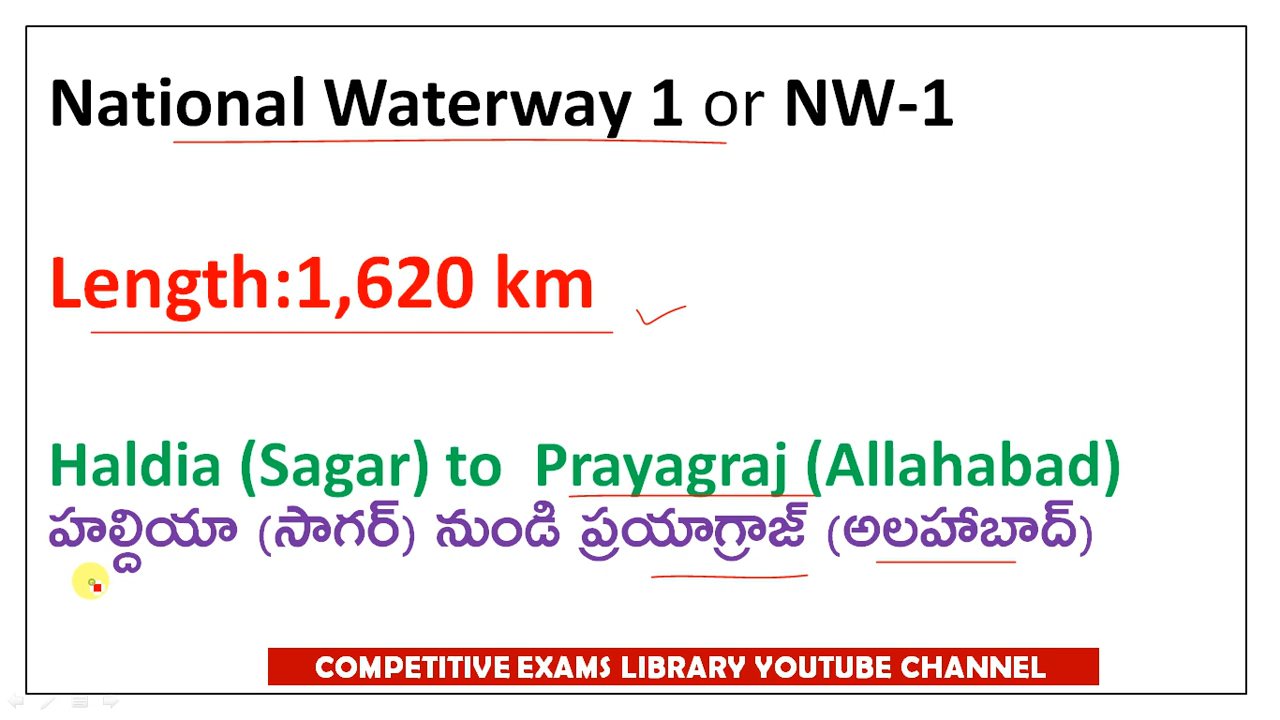 National Waterway 1 or NW-1
Length:1,620 km
Haldia (Sagar) to Prayagraj (Allahabad)
హల్దియా (సాగర్) నుండి ప్రయాగ్రాజ్ (అలహాబాద్)
COMPETITIVE EXAMS LIBRARY YOUTUBE CHANNEL